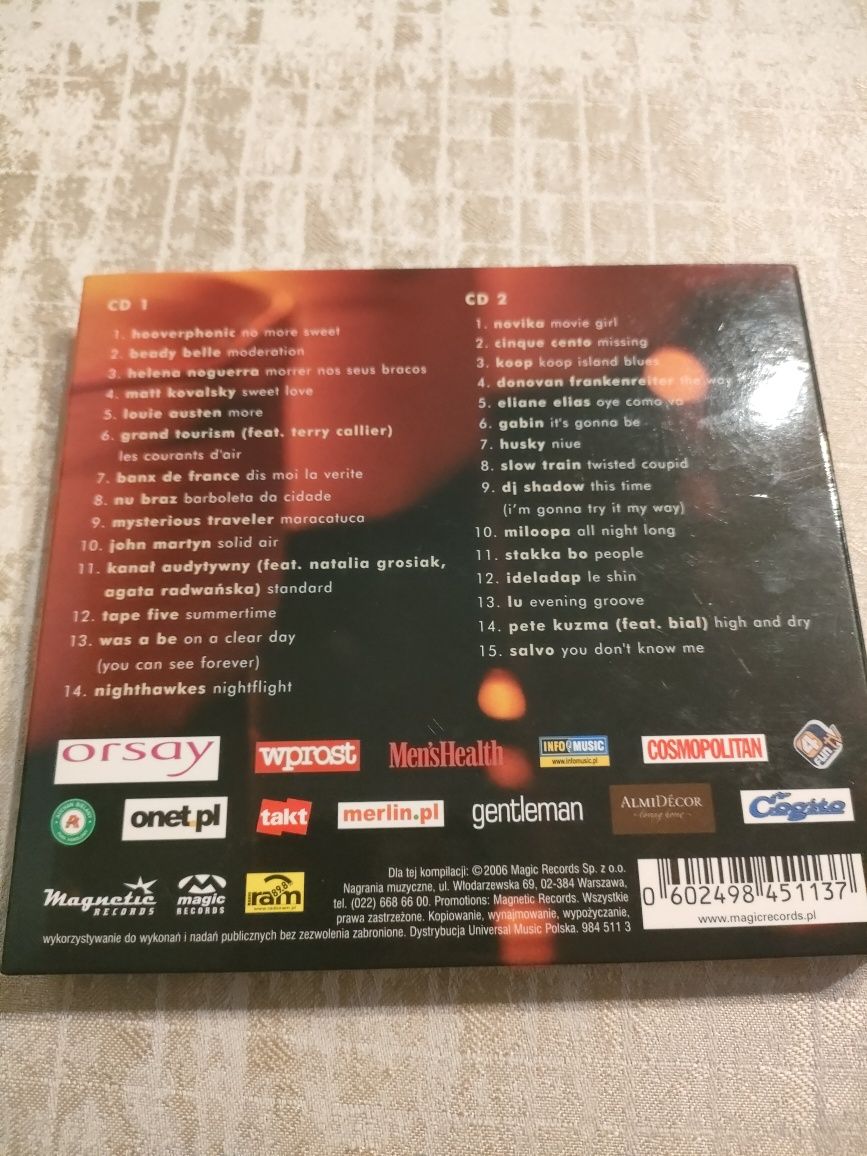 CD 1
1. hooverphonic no more sweet
2. beady belle moderation
3. helena noguerra morrer nos seus bracos
4. matt kovalsky sweet love
5. louie austen more
6. grand tourism (feat. terry callier)
les courants d'air
7. banx de france dis moi la verite
8. nu braz barboleta da cidade
9. mysterious traveler maracatuca
10. john martyn solid air
11. kanał audytywny (feat. natalia grosiak,
agata radwańska) standard
12. tape five summertime
13. was a be on a clear day
(you can see forever)
14. nighthawkes nightflight
CD 2
1. novika movie girl
2. cinque cento missing
3. koop koop island blues
4. donovan frankenreiter the way
5. eliane elias oye como va
6. gabin it's gonna be
7. husky niue
8. slow train twisted coupid
9. dj shadow this time
(i'm gonna try it my way)
10. miloopa all night long
11. stakka bo people
12. ideladap le shin
13. lu evening groove
14. pete kuzma (feat. bial) high and dry
15. salvo you don't know me
orsay
wprost
Men'sHealth
INFO MUSIC
www.infomusic.pl
COSMOPOLITAN
4
FUN.TV
onet.pl
takt
merlin.pl
gentleman
ALMIDÉCOR
~loving home~
Cogito
Magnetic
RECORDS
magic
RECORDS
RADIO
ram
89.8
Dla tej kompilacji: ©2006 Magic Records Sp. z o.o.
Nagrania muzyczne, ul. Włodarzewska 69, 02-384 Warszawa,
tel. (022) 668 66 00. Promotions: Magnetic Records. Wszystkie
prawa zastrzeżone. Kopiowanie, wynajmowanie, wypożyczanie,
wykorzystywanie do wykonań i nadań publicznych bez zezwolenia zabronione. Dystrybucja Universal Music Polska. 984 511 3
0 602498 451137
www.magicrecords.pl